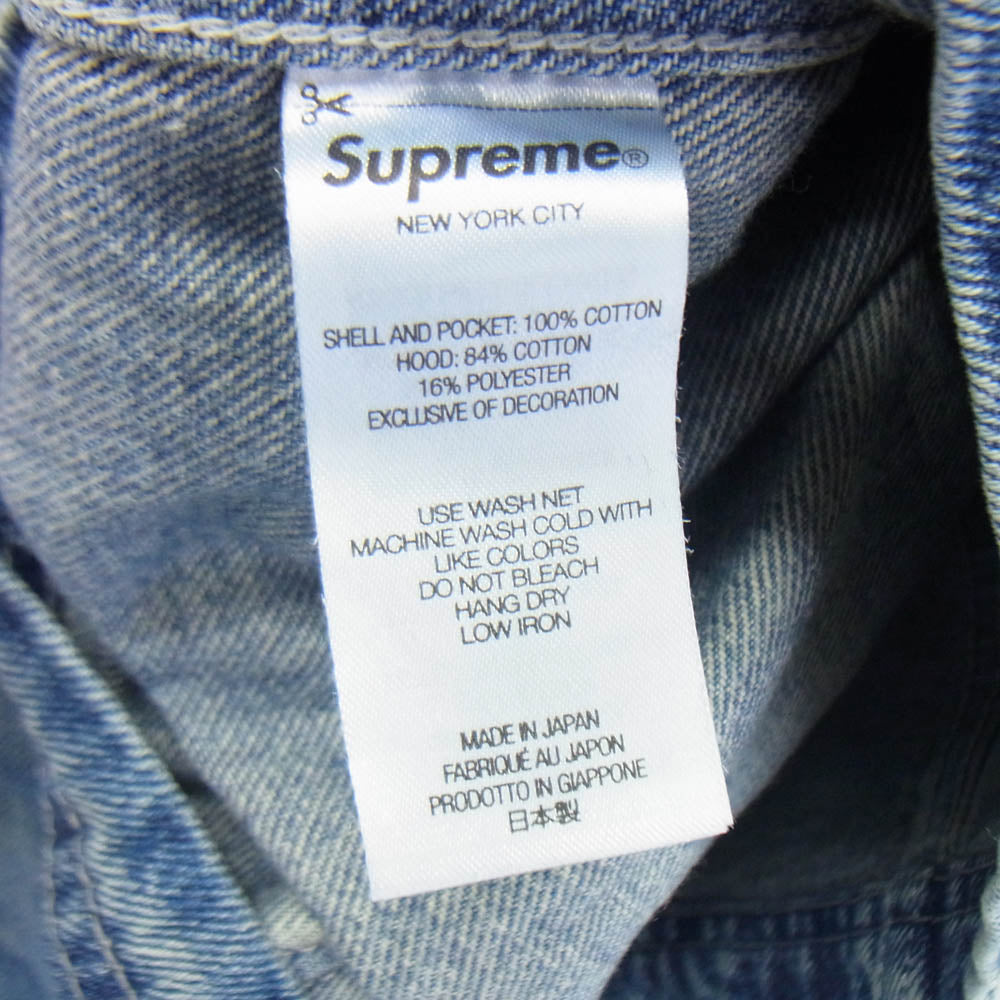 Supreme®
NEW YORK CITY
SHELL AND POCKET: 100% COTTON
HOOD: 84% COTTON
16% POLYESTER
EXCLUSIVE OF DECORATION
USE WASH NET
MACHINE WASH COLD WITH
LIKE COLORS
DO NOT BLEACH
HANG DRY
LOW IRON
MADE IN JAPAN
FABRIQUÉ AU JAPON
PRODOTTO IN GIAPPONE
日本製